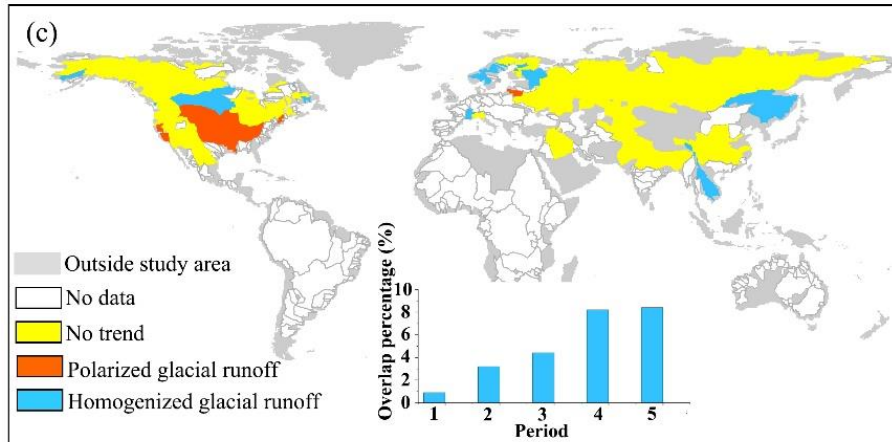 (c)
Outside study area
No data
No trend
Polarized glacial runoff
Homogenized glacial runoff
Overlap percentage (%)
10
8
6
4
2
0
1 2 3 4 5
Period